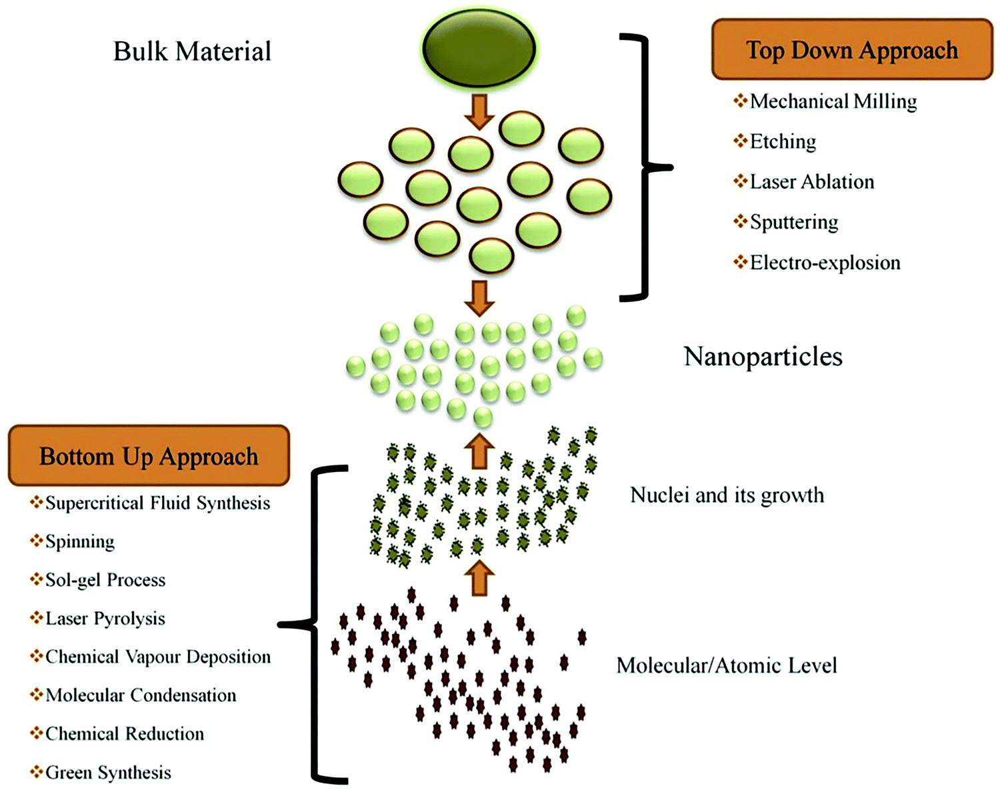 Bulk Material
Top Down Approach
Mechanical Milling
Etching
Laser Ablation
Sputtering
Electro-explosion
Nanoparticles
Bottom Up Approach
Supercritical Fluid Synthesis
Spinning
Sol-gel Process
Laser Pyrolysis
Chemical Vapour Deposition
Molecular Condensation
Chemical Reduction
Green Synthesis
Nuclei and its growth
Molecular/Atomic Level